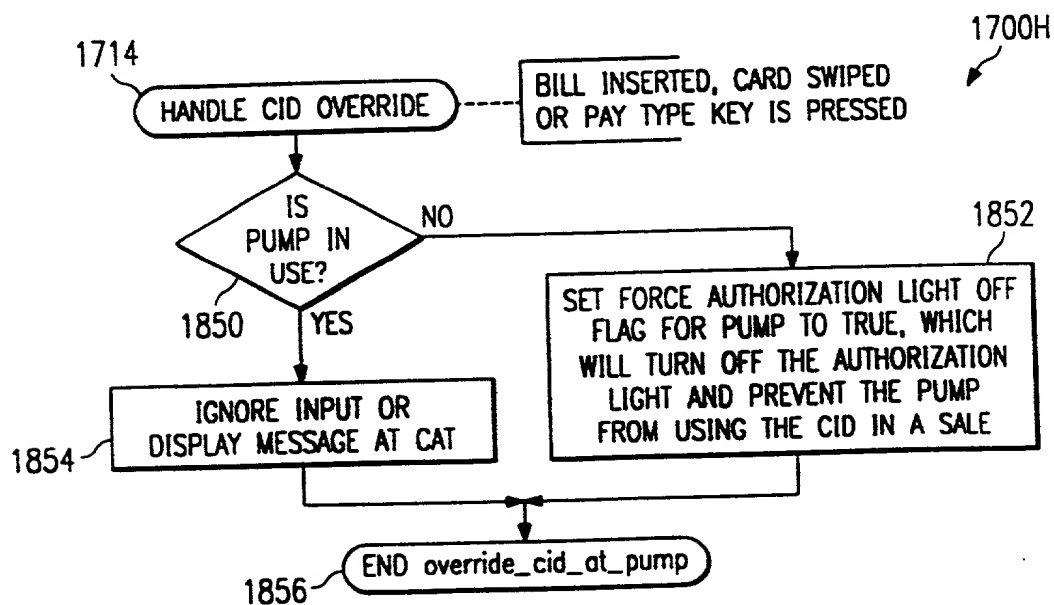 1700H
1714
HANDLE CID OVERRIDE
BILL INSERTED, CARD SWIPED
OR PAY TYPE KEY IS PRESSED
IS
PUMP IN
USE?
NO
1850
YES
1852
SET FORCE AUTHORIZATION LIGHT OFF
FLAG FOR PUMP TO TRUE, WHICH
WILL TURN OFF THE AUTHORIZATION
LIGHT AND PREVENT THE PUMP
FROM USING THE CID IN A SALE
IGNORE INPUT OR
DISPLAY MESSAGE AT CAT
1854
END override_cid_at_pump
1856